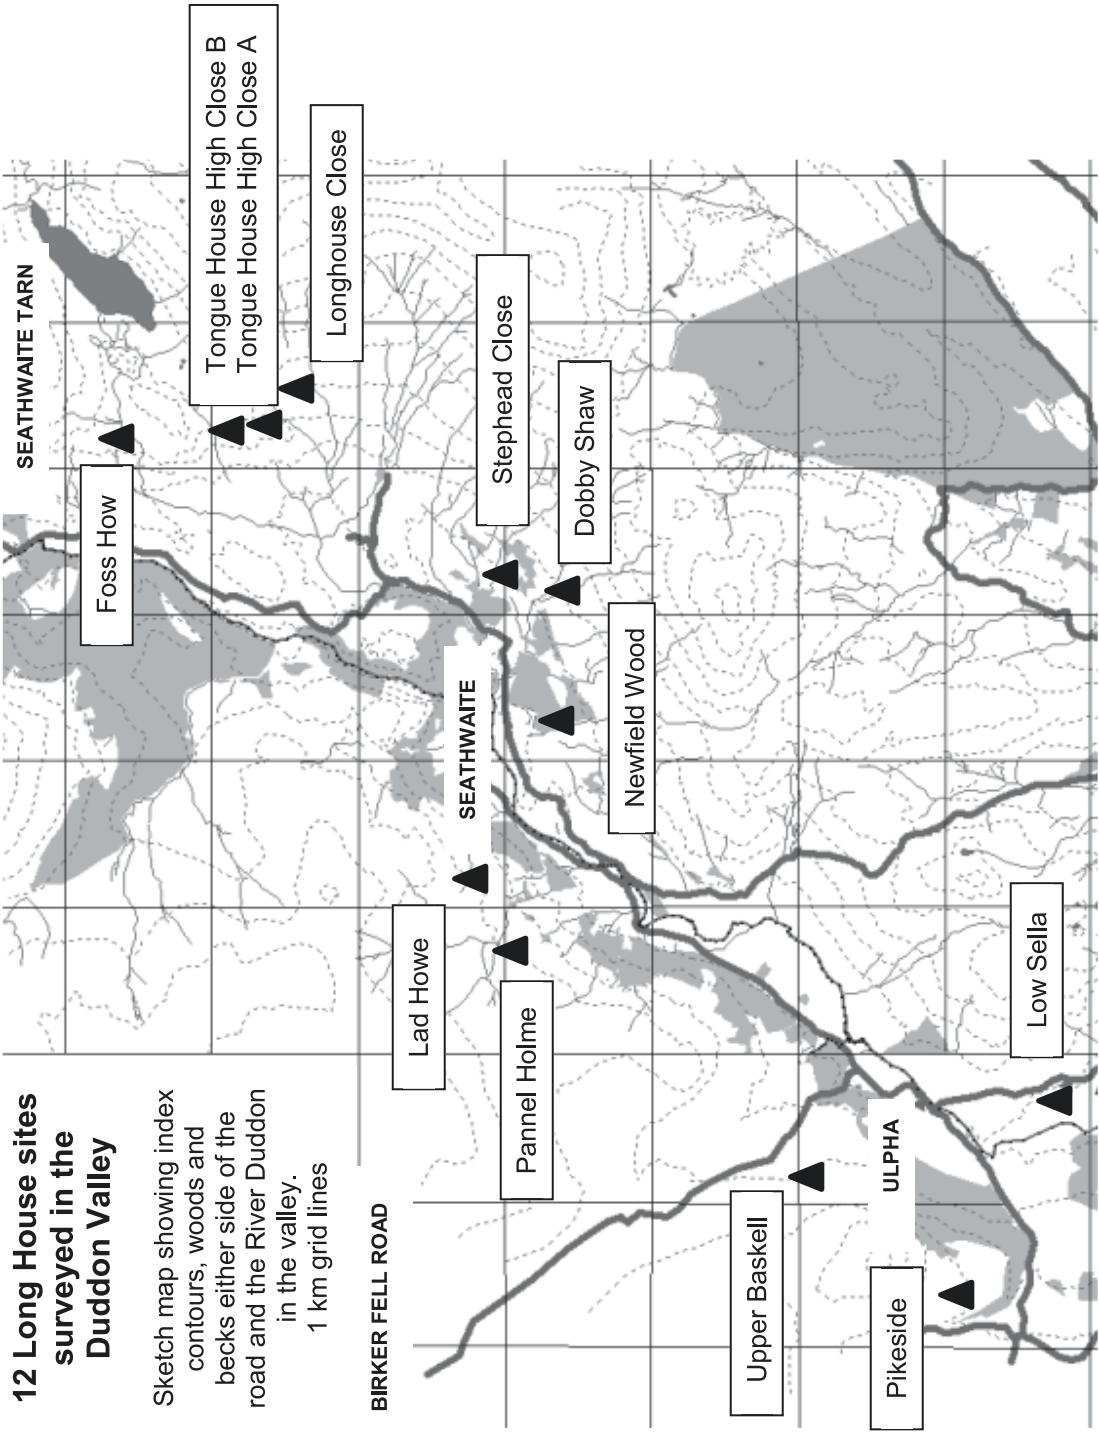 12 Long House sites
surveyed in the
Duddon Valley
Sketch map showing index
contours, woods and
becks either side of the
road and the River Duddon
in the valley.
1 km grid lines
BIRKER FELL ROAD
SEATHWAITE TARN
Foss How
Tongue House High Close B
Tongue House High Close A
Longhouse Close
Stephead Close
Dobby Shaw
SEATHWAITE
Newfield Wood
Lad Howe
Pannel Holme
Low Sella
ULPHA
Upper Baskell
Pikeside